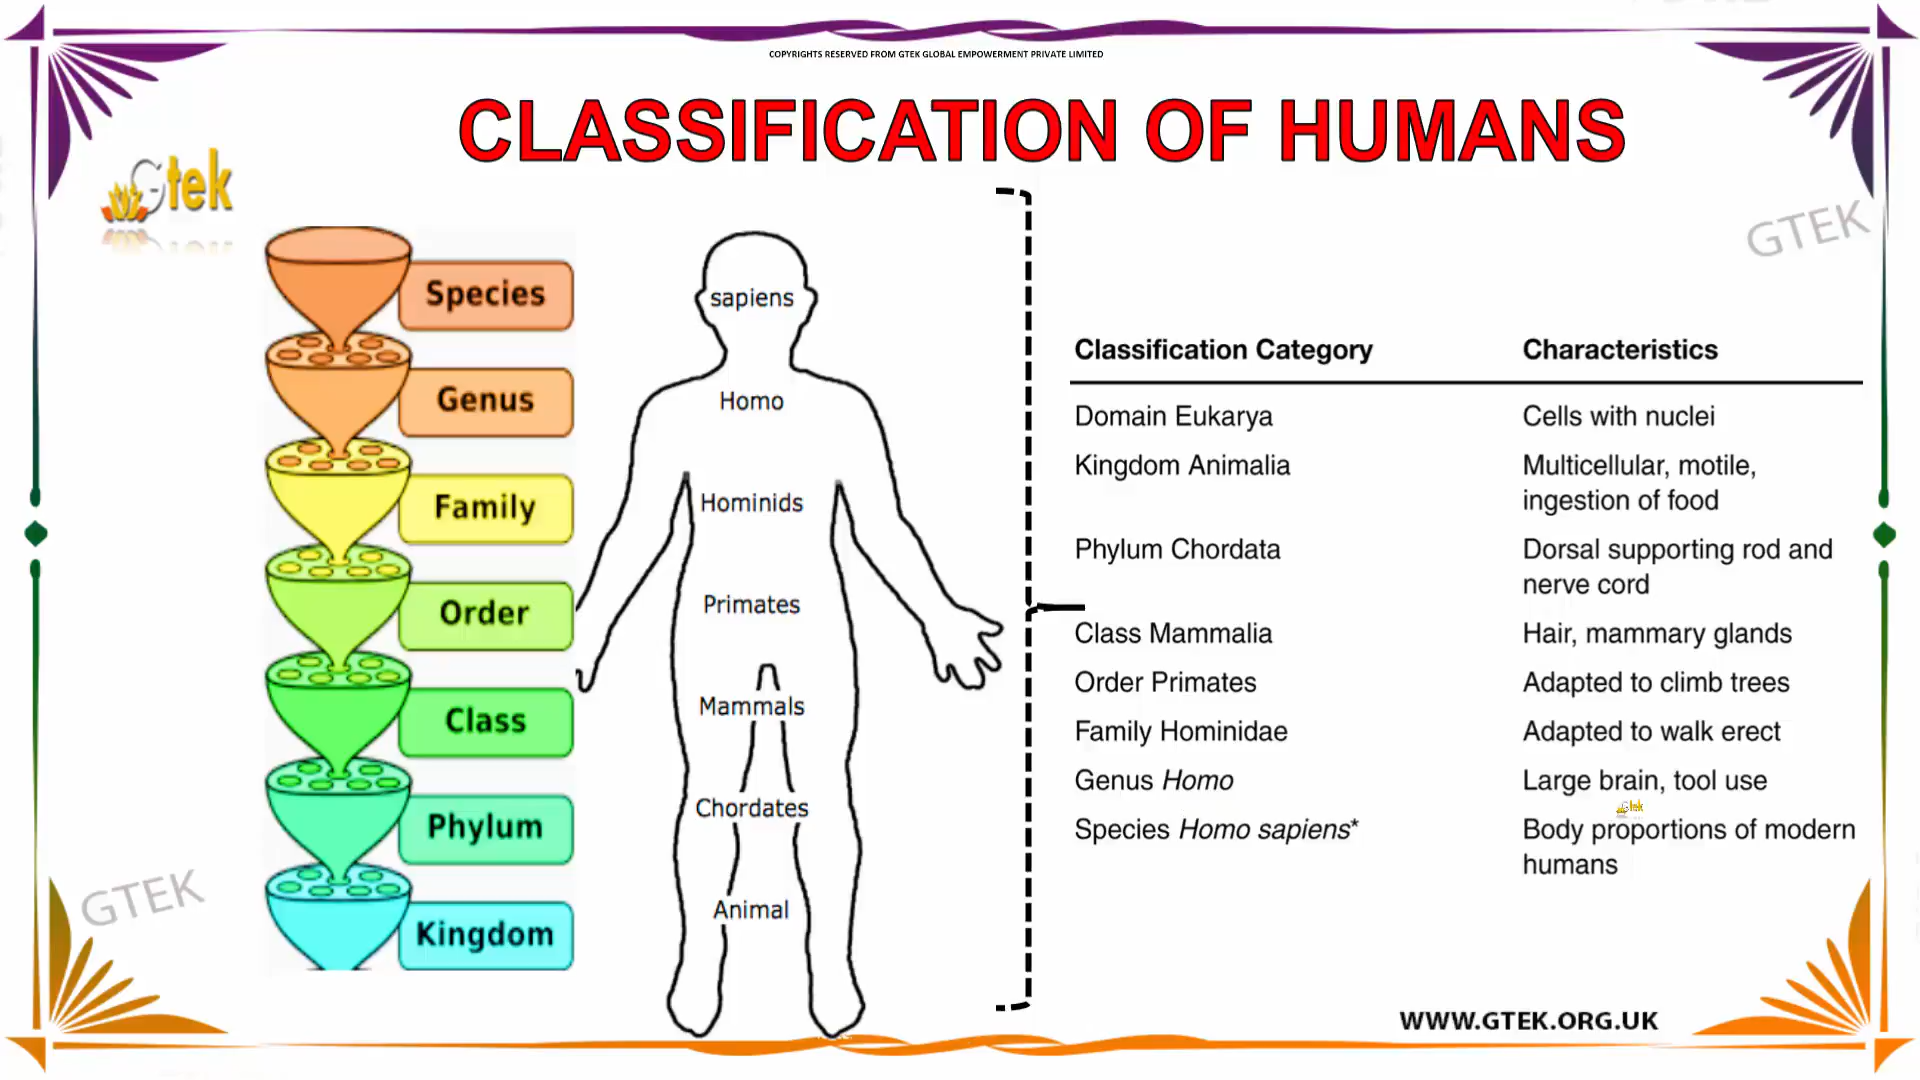 COPYRIGHTS RESERVED FROM GTEK GLOBAL EMPOWERMENT PRIVATE LIMITED
CLASSIFICATION OF HUMANS
Gtek
GTEK
Species
Genus
Family
Order
Class
Phylum
Kingdom
sapiens
Homo
Hominids
Primates
Mammals
Chordates
Animal
Classification Category Characteristics
Domain Eukarya Cells with nuclei
Kingdom Animalia Multicellular, motile,
ingestion of food
Phylum Chordata Dorsal supporting rod and
nerve cord
Class Mammalia Hair, mammary glands
Order Primates Adapted to climb trees
Family Hominidae Adapted to walk erect
Genus Homo Large brain, tool use
Gtek
Species Homo sapiens* Body proportions of modern
humans
GTEK
WWW.GTEK.ORG.UK